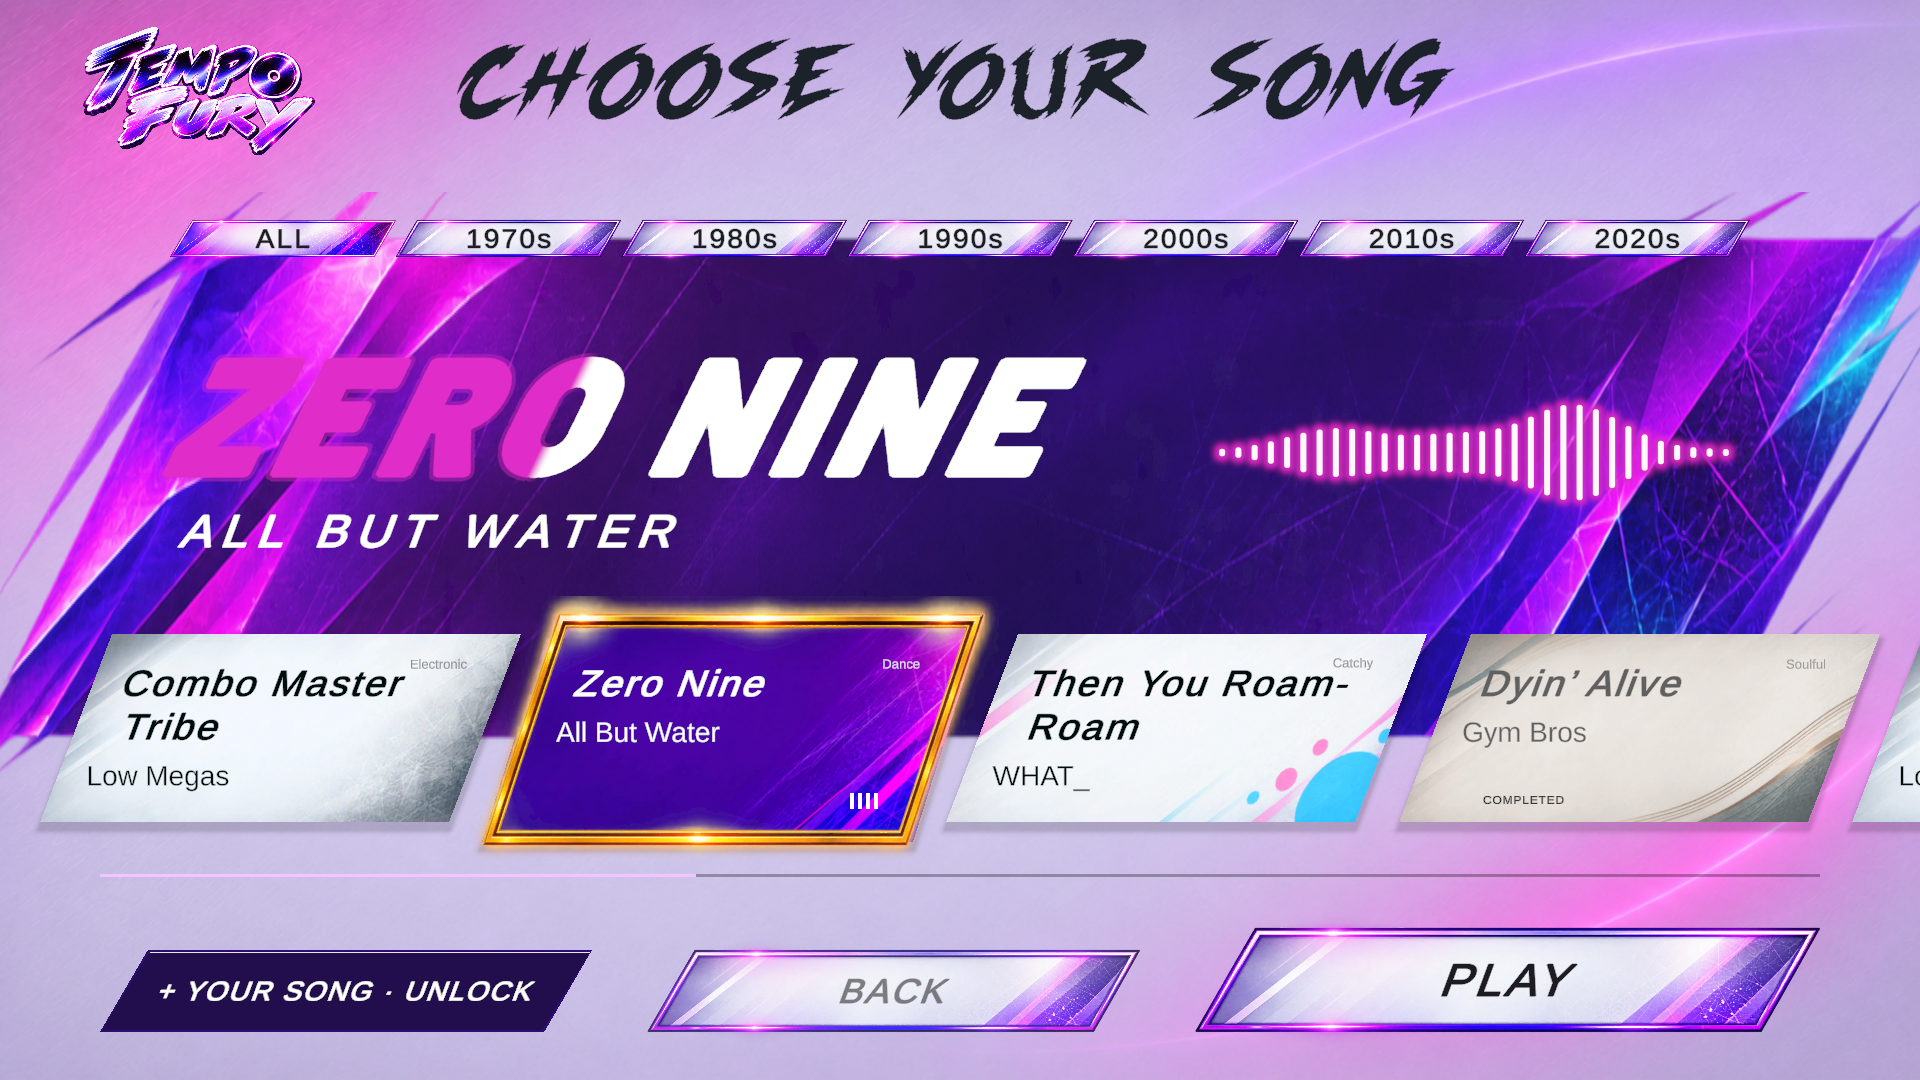 TEMPO
FURY
CHOOSE YOUR SONG
ALL
1970s
1980s
1990s
2000s
2010s
2020s
ZERO NINE
ALL BUT WATER
Combo Master
Tribe
Electronic
Low Megas
Zero Nine
Dance
All But Water
Then You Roam-
Roam
Catchy
WHAT_
Dyin’ Alive
Soulful
Gym Bros
COMPLETED
+ YOUR SONG · UNLOCK
BACK
PLAY